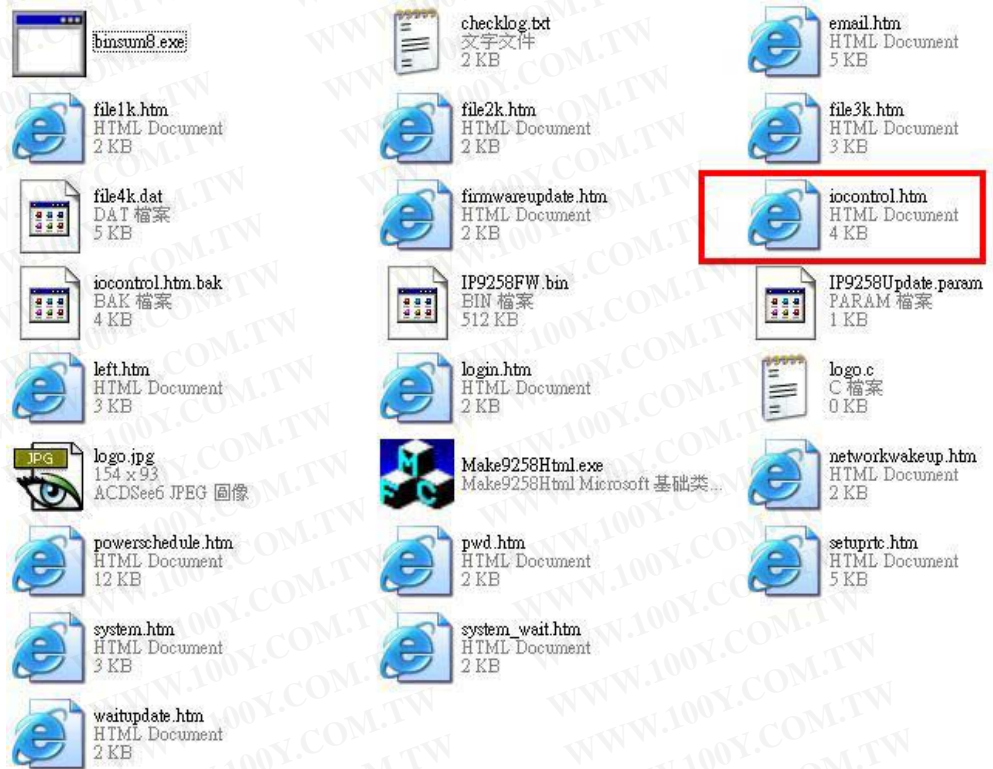 binsum8.exe
checklog.txt
文字文件
2 KB
email.htm
HTML Document
5 KB
file1k.htm
HTML Document
2 KB
file2k.htm
HTML Document
2 KB
file3k.htm
HTML Document
3 KB
file4k.dat
DAT 檔案
5 KB
firmwareupdate.htm
HTML Document
2 KB
iocontrol.htm
HTML Document
4 KB
iocontrol.htm.bak
BAK 檔案
4 KB
IP9258FW.bin
BIN 檔案
512 KB
IP9258Update.param
PARAM 檔案
1 KB
left.htm
HTML Document
3 KB
login.htm
HTML Document
2 KB
logo.c
C 檔案
0 KB
JPG
logo.jpg
154 x 93
ACDSee6 JPEG 圖像
M
F C
Make9258Html.exe
Make9258Html Microsoft 基础类...
networkwakeup.htm
HTML Document
2 KB
powerschedule.htm
HTML Document
12 KB
pwd.htm
HTML Document
2 KB
setuprtc.htm
HTML Document
5 KB
system.htm
HTML Document
3 KB
system_wait.htm
HTML Document
2 KB
waitupdate.htm
HTML Document
2 KB
WWW.100Y.COM.TW